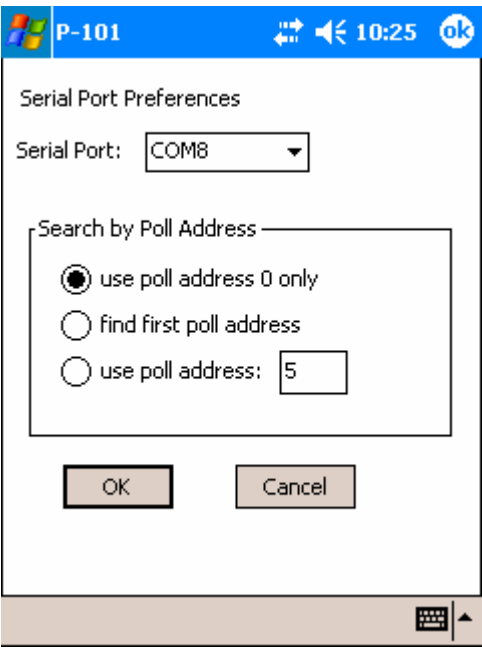 P-101 10:25 ok
Serial Port Preferences
Serial Port: COM8
Search by Poll Address
use poll address 0 only
find first poll address
use poll address: 5
OK Cancel